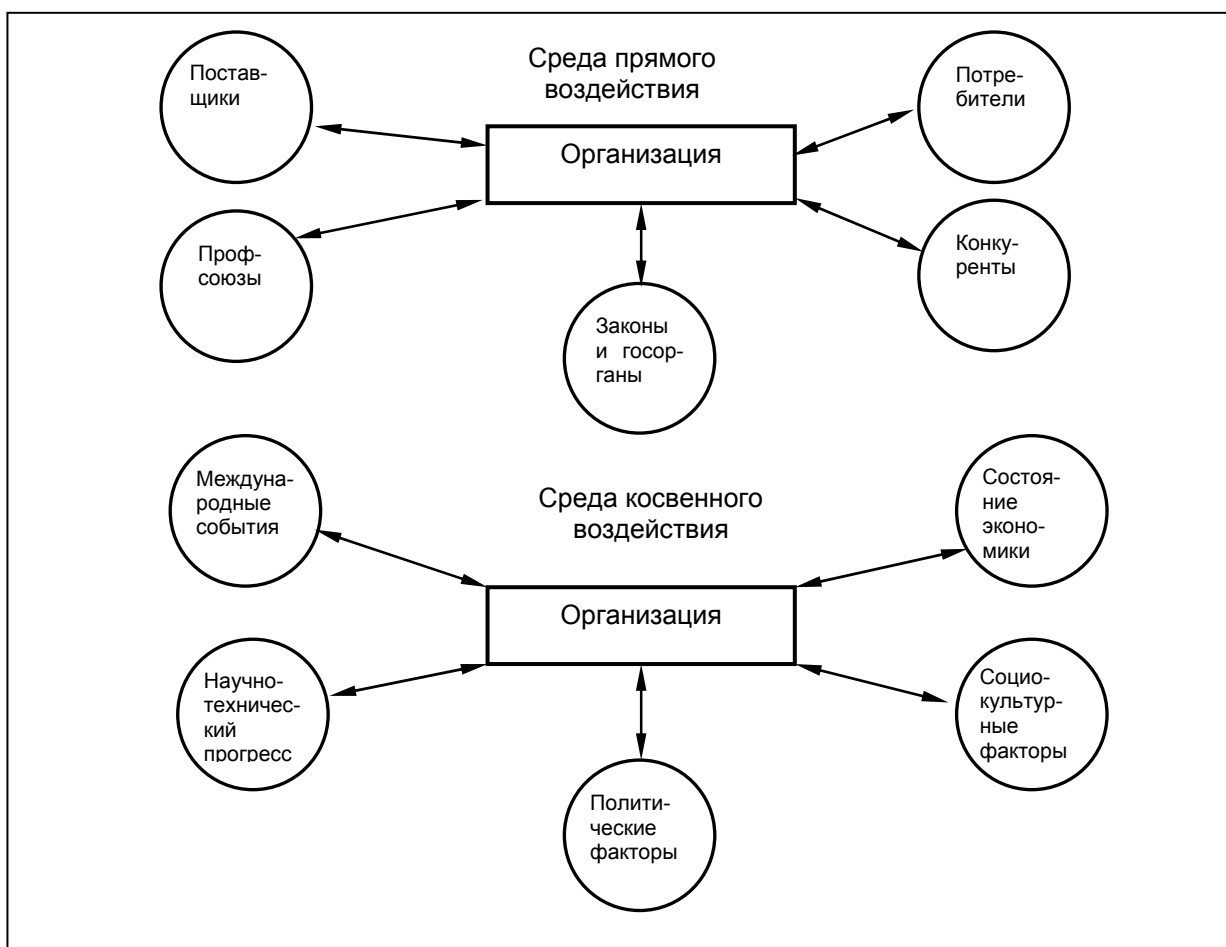 Среда прямого
воздействия
Постав-
щики
Потре-
бители
Организация
Проф-
союзы
Конку-
ренты
Законы
и госор-
ганы
Среда косвенного
воздействия
Междуна-
родные
события
Состоя-
ние
эконо-
мики
Организация
Научно-
техничес-
кий
прогресс
Социо-
культур-
ные
факторы
Полити-
ческие
факторы